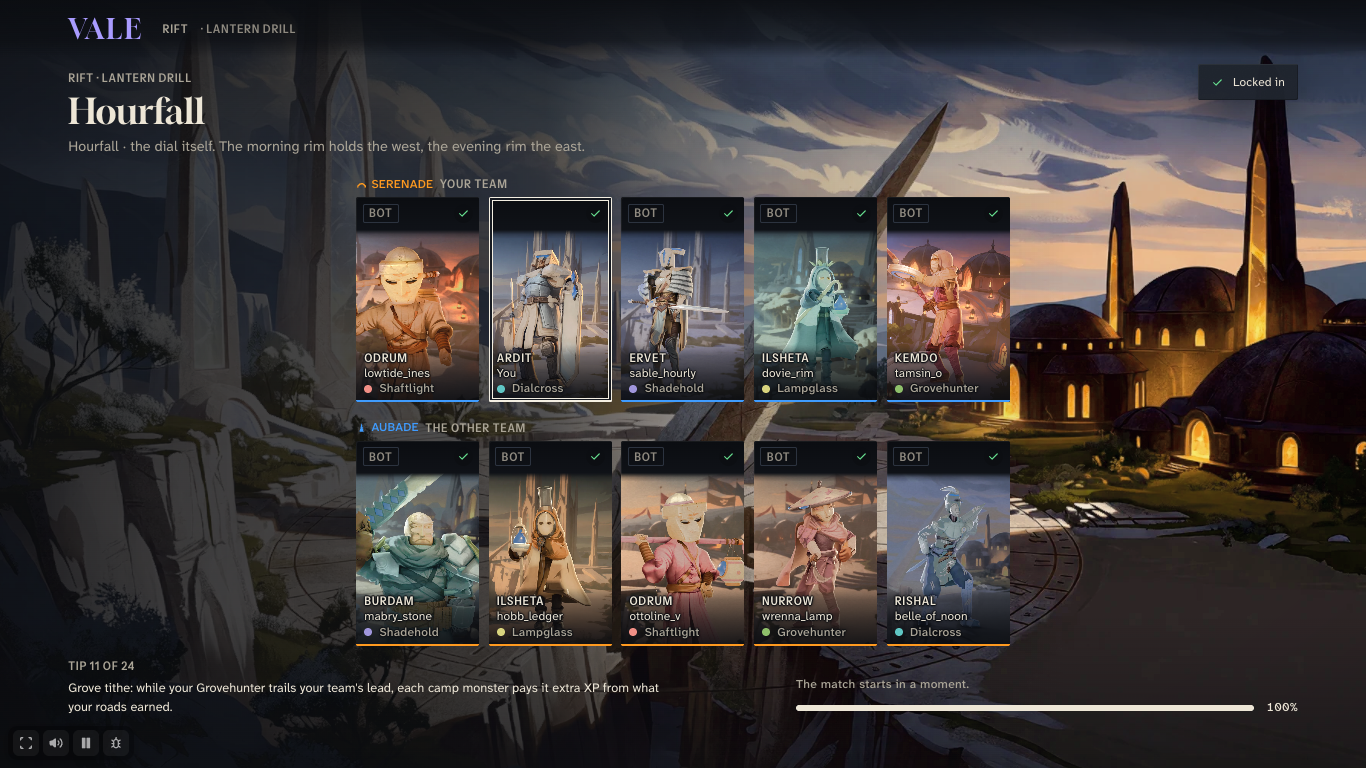 VALE RIFT · LANTERN DRILL
RIFT · LANTERN DRILL
Locked in
Hourfall
Hourfall · the dial itself. The morning rim holds the west, the evening rim the east.
SERENADE YOUR TEAM
BOT BOT BOT BOT
ODRUM ARDIT ERVET ILSHETA KEMDO
lowtide_ines You sable_hourly dovie_rim tamsin_o
Shaftlight Dialcross Shadehold Lampglass Grovehunter
AUBADE THE OTHER TEAM
BOT BOT BOT BOT BOT
BURDAM ILSHETA ODRUM NURROW RISHAL
mabry_stone hobb_ledger ottoline_v wrenna_lamp belle_of_noon
Shadehold Lampglass Shaftlight Grovehunter Dialcross
TIP 11 OF 24
Grove tithe: while your Grovehunter trails your team's lead, each camp monster pays it extra XP from what
your roads earned.
The match starts in a moment.
100%